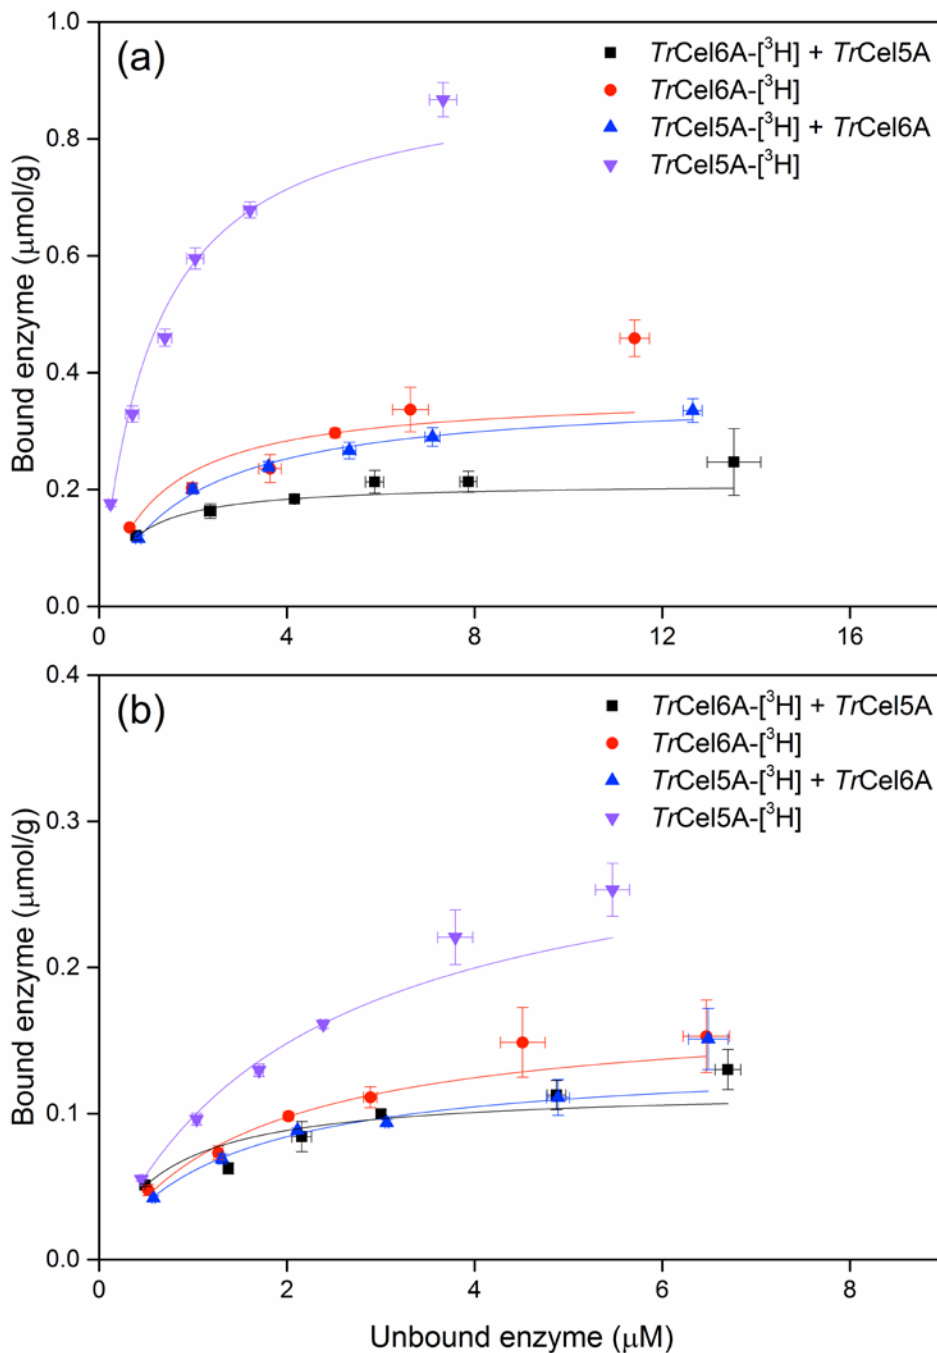 (a)
TrCel6A-[³H] + TrCel5A
TrCel6A-[³H]
TrCel5A-[³H] + TrCel6A
TrCel5A-[³H]
Bound enzyme (μmol/g)
1.0
0.8
0.6
0.4
0.2
0.0
0 4 8 12 16
(b)
TrCel6A-[³H] + TrCel5A
TrCel6A-[³H]
TrCel5A-[³H] + TrCel6A
TrCel5A-[³H]
Bound enzyme (μmol/g)
0.4
0.3
0.2
0.1
0.0
0 2 4 6 8
Unbound enzyme (μM)